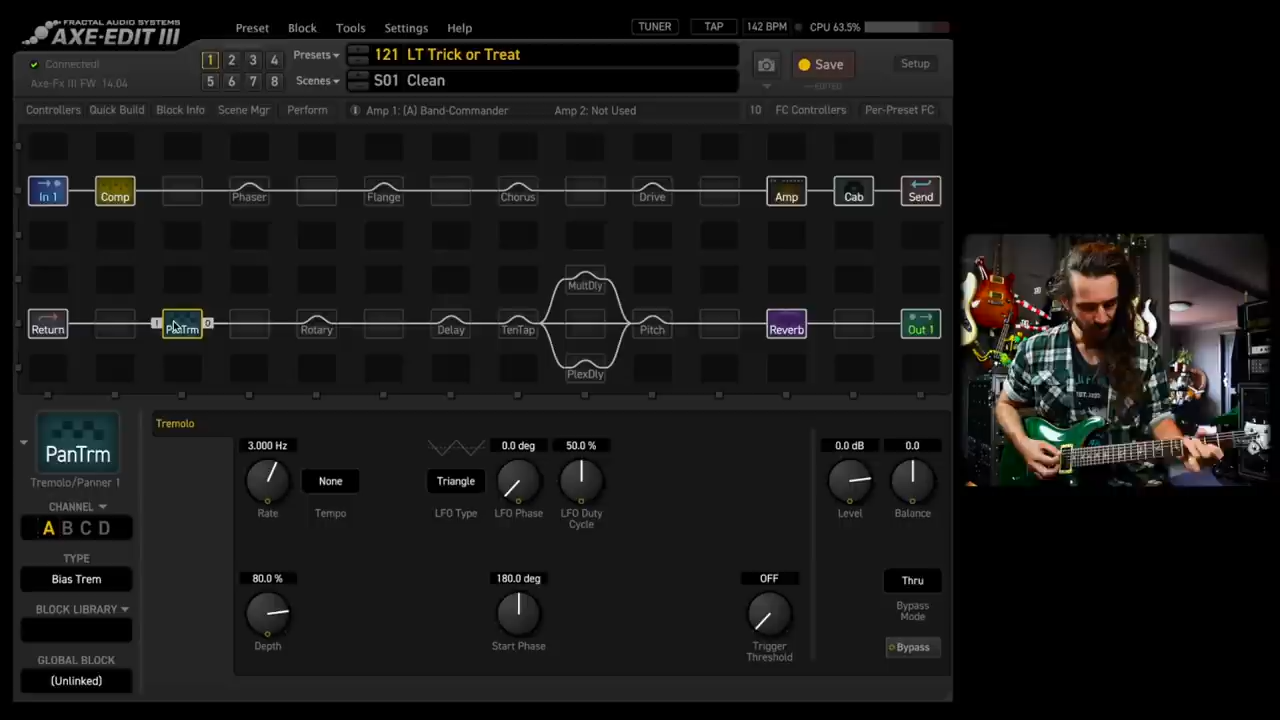 FRACTAL AUDIO SYSTEMS
AXE-EDIT III
Preset Block Tools Settings Help
TUNER TAP 142 BPM CPU 63.5%
Connected!
Axe-Fx III FW 14.04
1 2 3 4
5 6 7 8
Presets 121 LT Trick or Treat
Scenes S01 Clean
Save
EDITED
Setup
Controllers Quick Build Block Info Scene Mgr Perform
Amp 1: (A) Band-Commander Amp 2: Not Used
10 FC Controllers Per-Preset FC
In 1 Comp Phaser Flange Chorus Drive Amp Cab Send
MultDly
Return I PanTrm O Rotary Delay TenTap Pitch Reverb Out 1
PlexDly
PanTrm
Tremolo/Panner 1
CHANNEL
A B C D
TYPE
Bias Trem
BLOCK LIBRARY
GLOBAL BLOCK
(Unlinked)
Tremolo
3.000 Hz 0.0 deg 50.0 % 0.0 dB 0.0
None Triangle
Rate Tempo LFO Type LFO Phase LFO Duty Cycle Level Balance
80.0 % 180.0 deg OFF Thru
Depth Start Phase Trigger Threshold
Bypass Mode
Bypass